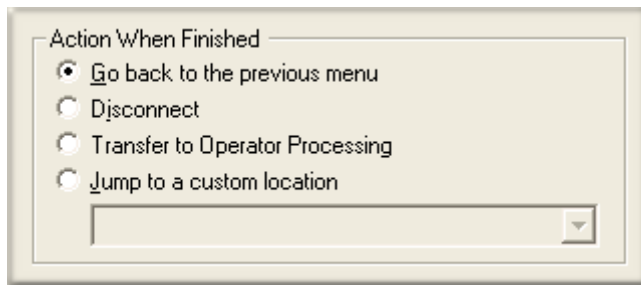 Action When Finished
Go back to the previous menu
Disconnect
Transfer to Operator Processing
Jump to a custom location